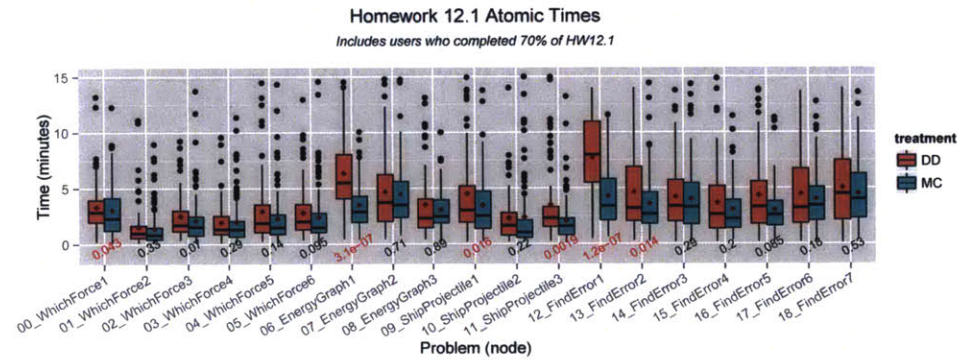 Homework 12.1 Atomic Times
Includes users who completed 70% of HW12.1
Time (minutes)
15
10
5
0
0.043
0.33
0.07
0.29
0.14
0.095
3.1e-07
0.71
0.89
0.016
0.22
0.0019
1.2e-07
0.014
0.29
0.2
0.085
0.18
0.53
00_WhichForce1
01_WhichForce2
02_WhichForce3
03_WhichForce4
04_WhichForce5
05_WhichForce6
06_EnergyGraph1
07_EnergyGraph2
08_EnergyGraph3
09_ShipProjectile1
10_ShipProjectile2
11_ShipProjectile3
12_FindError1
13_FindError2
14_FindError3
15_FindError4
16_FindError5
17_FindError6
18_FindError7
Problem (node)
treatment
DD
MC